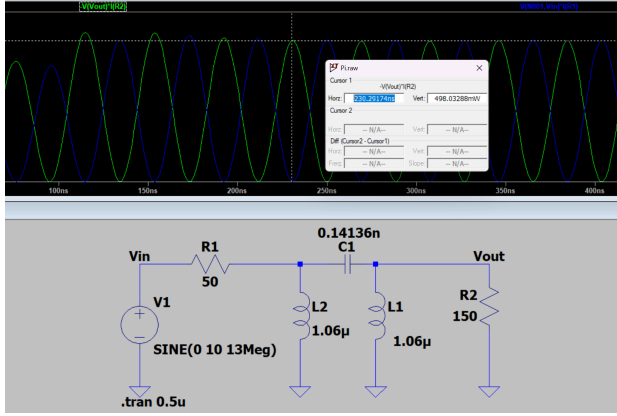 -V(Vout)*I(R2)
Pi.raw
Cursor 1
-V(Vout)*I(R2)
Horz: 230.29174ns Vert: 498.03288mW
Cursor 2
Horz: -- N/A-- Vert: -- N/A--
Diff (Cursor2 - Cursor1)
Horz: -- N/A-- Vert: -- N/A--
Freq: -- N/A-- Slope: -- N/A--
100ns 150ns 200ns 250ns 300ns 350ns 400ns
0.14136n
Vin R1 C1 Vout
50
V1 L2 L1 R2
1.06µ 1.06µ 150
SINE(0 10 13Meg)
.tran 0.5u